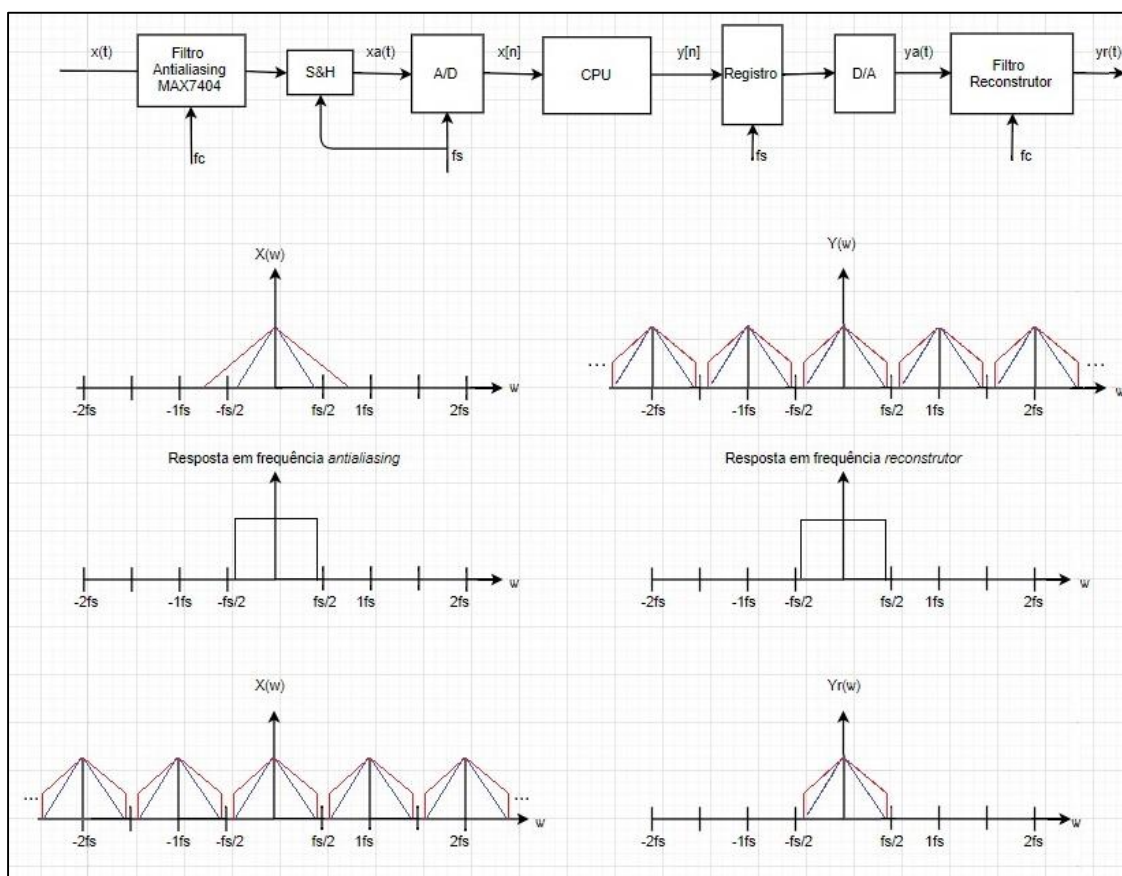 x(t)
Filtro
Antialiasing
MAX7404
S&H
xa(t)
A/D
x[n]
CPU
y[n]
Registro
D/A
ya(t)
Filtro
Reconstrutor
yr(t)
fc
fs
fs
fc
X(w)
w
-2fs -1fs -fs/2 fs/2 1fs 2fs
Y(w)
... ...
w
-2fs -1fs -fs/2 fs/2 1fs 2fs
Resposta em frequência antialiasing
w
-2fs -1fs -fs/2 fs/2 1fs 2fs
Resposta em frequência reconstrutor
w
-2fs -1fs -fs/2 fs/2 1fs 2fs
X(w)
... ...
w
-2fs -1fs -fs/2 fs/2 1fs 2fs
Yr(w)
w
-2fs -1fs -fs/2 fs/2 1fs 2fs